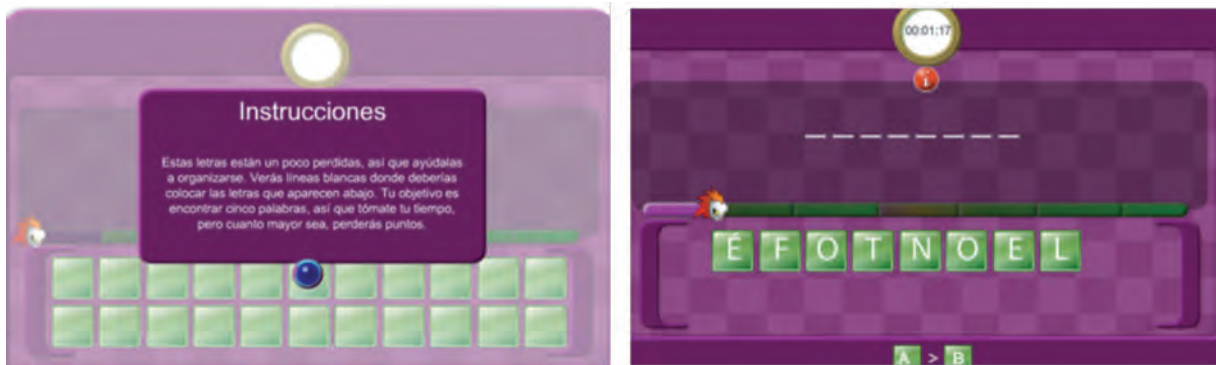 Instrucciones
Estas letras están un poco perdidas, así que ayúdalas
a organizarse. Verás líneas blancas donde deberías
colocar las letras que aparecen abajo. Tu objetivo es
encontrar cinco palabras, así que tómate tu tiempo,
pero cuanto mayor sea, perderás puntos.
00:01:17
i
É F O T N O E L
A > B